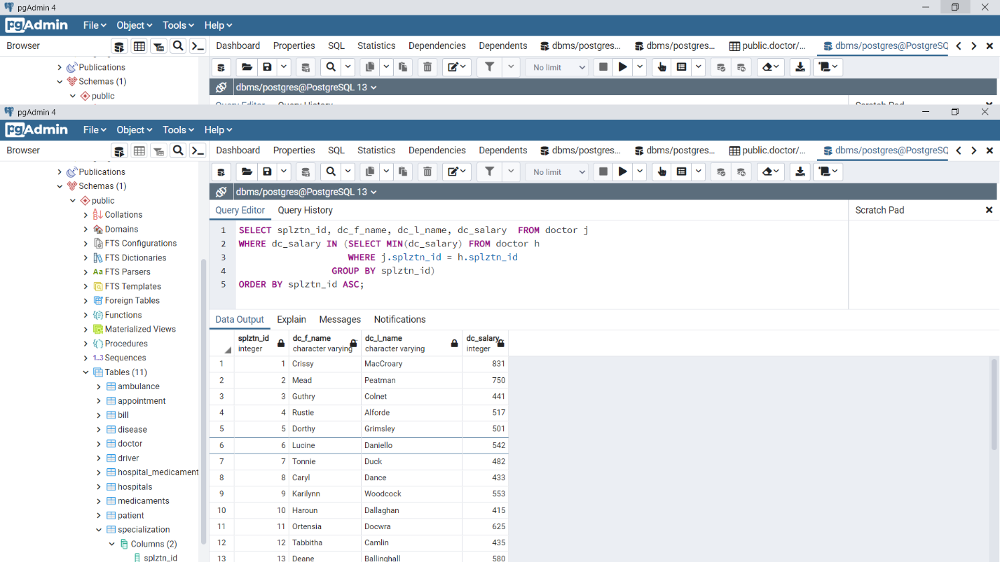 pgAdmin 4
pgAdmin File Object Tools Help
Browser Dashboard Properties SQL Statistics Dependencies Dependents dbms/postgres... dbms/postgres... public.doctor/... dbms/postgres@PostgreSQ
Publications
No limit
Schemas (1)
dbms/postgres@PostgreSQL 13
public
Query Editor Query History Scratch Pad
pgAdmin 4
pgAdmin File Object Tools Help
Browser Dashboard Properties SQL Statistics Dependencies Dependents dbms/postgres... dbms/postgres... public.doctor/... dbms/postgres@PostgreSQ
Publications
No limit
Schemas (1)
dbms/postgres@PostgreSQL 13
public
Collations
Domains
FTS Configurations
FTS Dictionaries
Aa FTS Parsers
FTS Templates
Foreign Tables
Functions
Materialized Views
Procedures
1..3 Sequences
Tables (11)
ambulance
appointment
bill
disease
doctor
driver
hospital_medicament
hospitals
medicaments
patient
specialization
Columns (2)
splztn_id
Query Editor Query History
Scratch Pad
1 SELECT splztn_id, dc_f_name, dc_l_name, dc_salary FROM doctor j
2 WHERE dc_salary IN (SELECT MIN(dc_salary) FROM doctor h
3 WHERE j.splztn_id = h.splztn_id
4 GROUP BY splztn_id)
5 ORDER BY splztn_id ASC;
Data Output Explain Messages Notifications
splztn_id dc_f_name dc_l_name dc_salary
integer character varying character varying integer
1 1 Crissy MacCroary 831
2 2 Mead Peatman 750
3 3 Guthry Colnet 441
4 4 Rustie Alforde 517
5 5 Dorthy Grimsley 501
6 6 Lucine Daniello 542
7 7 Tonnie Duck 482
8 8 Caryl Dance 433
9 9 Karilynn Woodcock 553
10 10 Haroun Dallaghan 415
11 11 Ortensia Docwra 625
12 12 Tabbitha Camlin 435
13 13 Deane Ballinghall 580